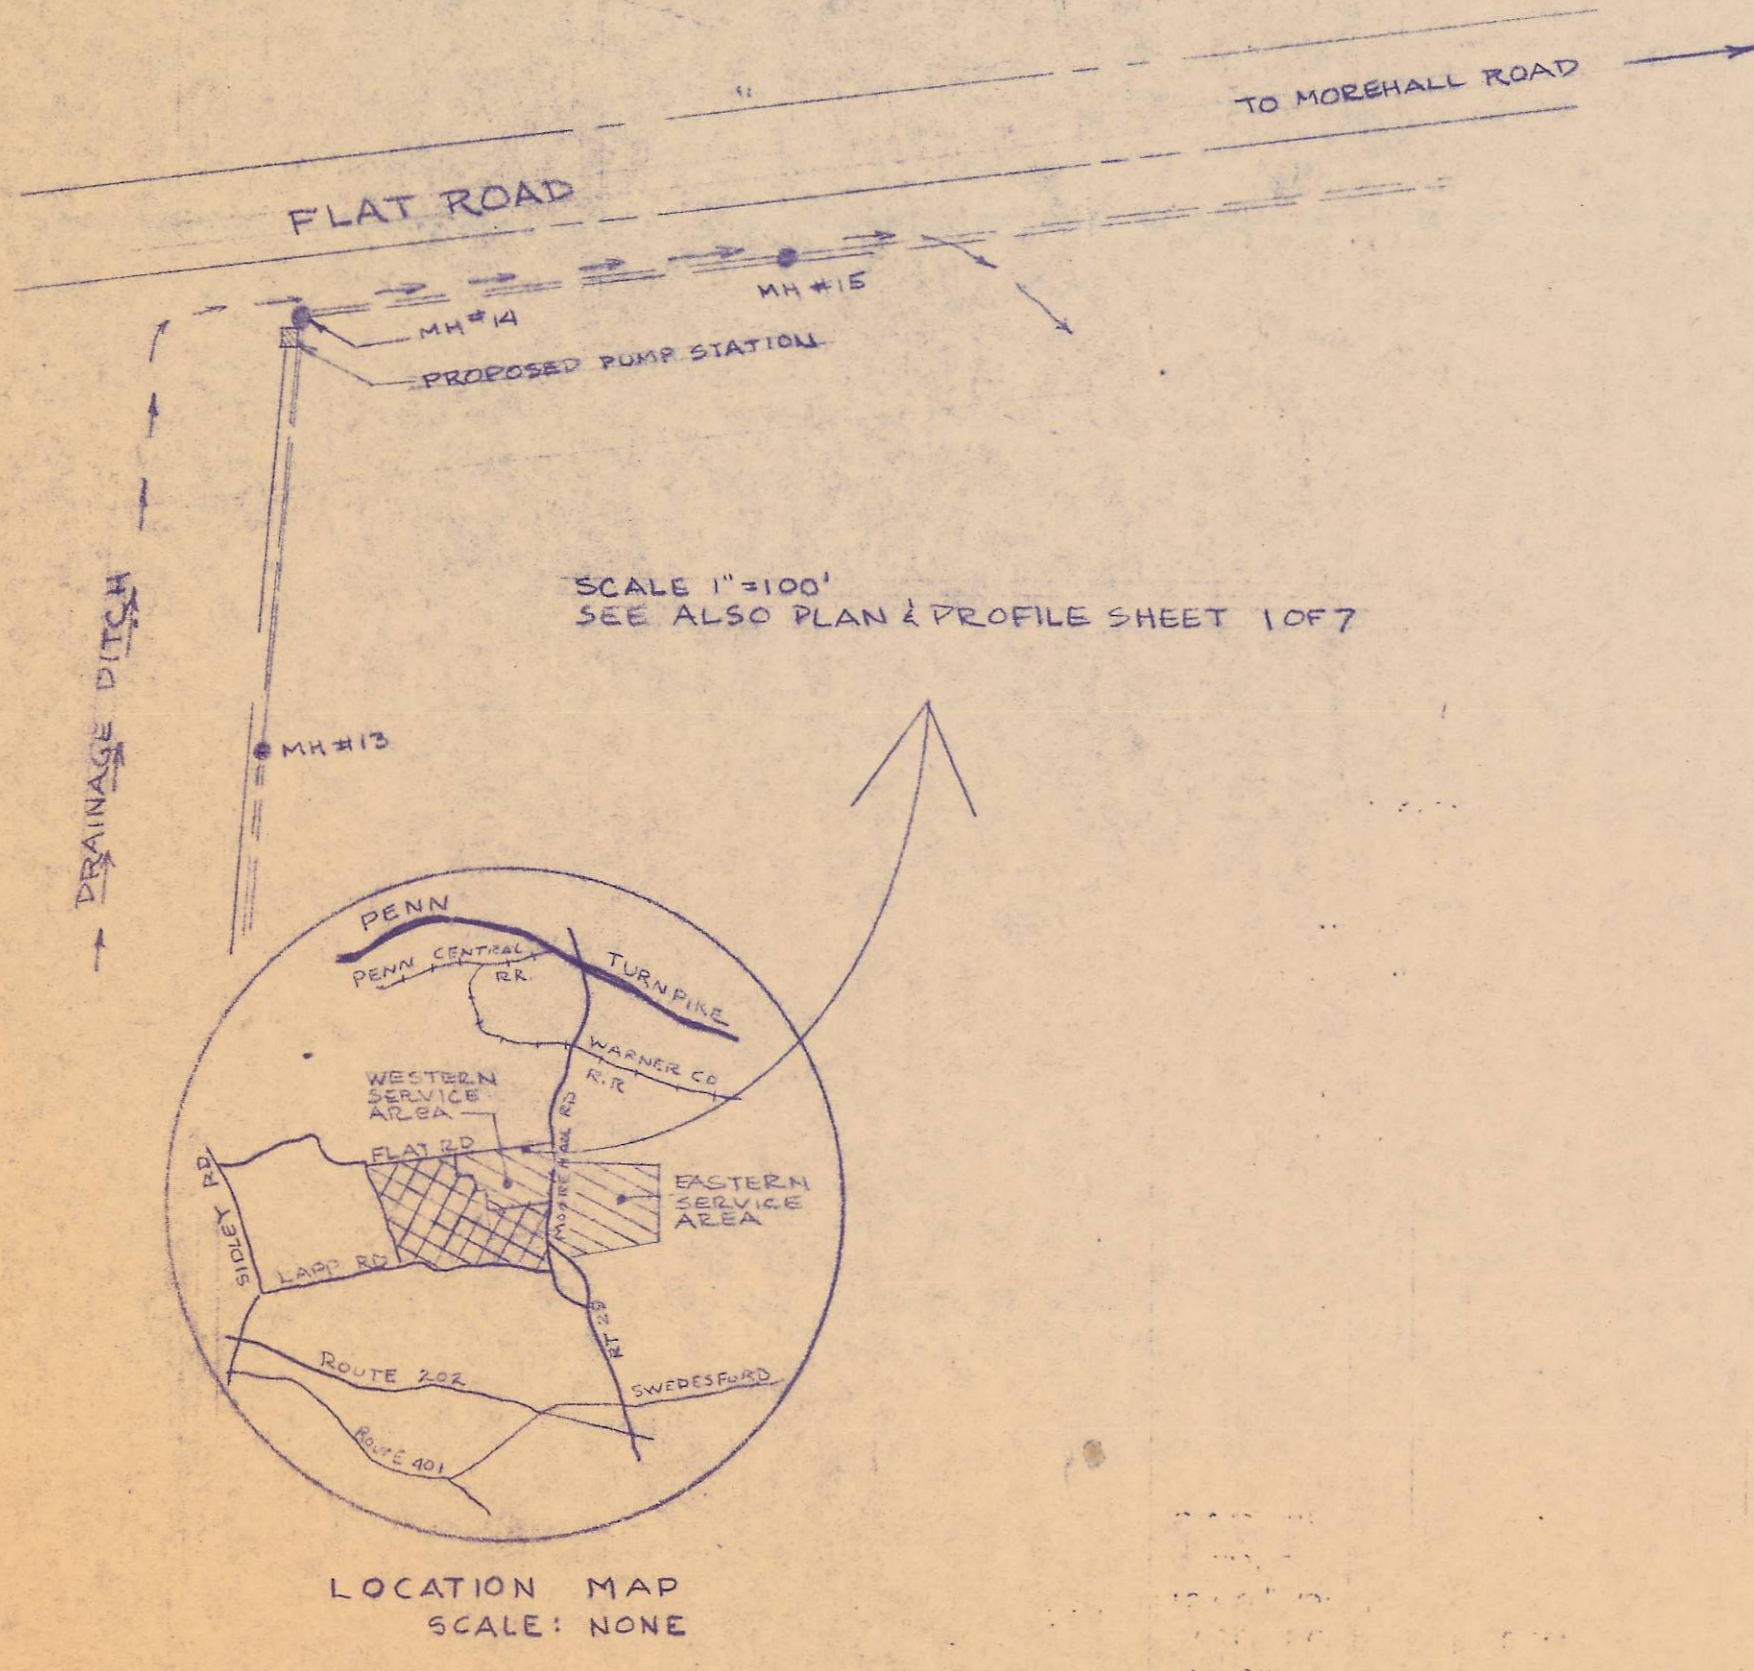 TO MOREHALL ROAD
FLAT ROAD
MH #15
MH #14
PROPOSED PUMP STATION
SCALE 1"=100'
SEE ALSO PLAN & PROFILE SHEET 1 OF 7
DRAINAGE DITCH
MH #13
PENN
TURNPIKE
PENN CENTRAL
R.R.
WARNER CO
R.R
WESTERN
SERVICE
AREA
MOOREHALL RD
FLAT RD
SIDLEY RD
EASTERN
SERVICE
AREA
LAPP RD
RT 29
ROUTE 202
SWEDESFORD
ROUTE 401
LOCATION MAP
SCALE: NONE